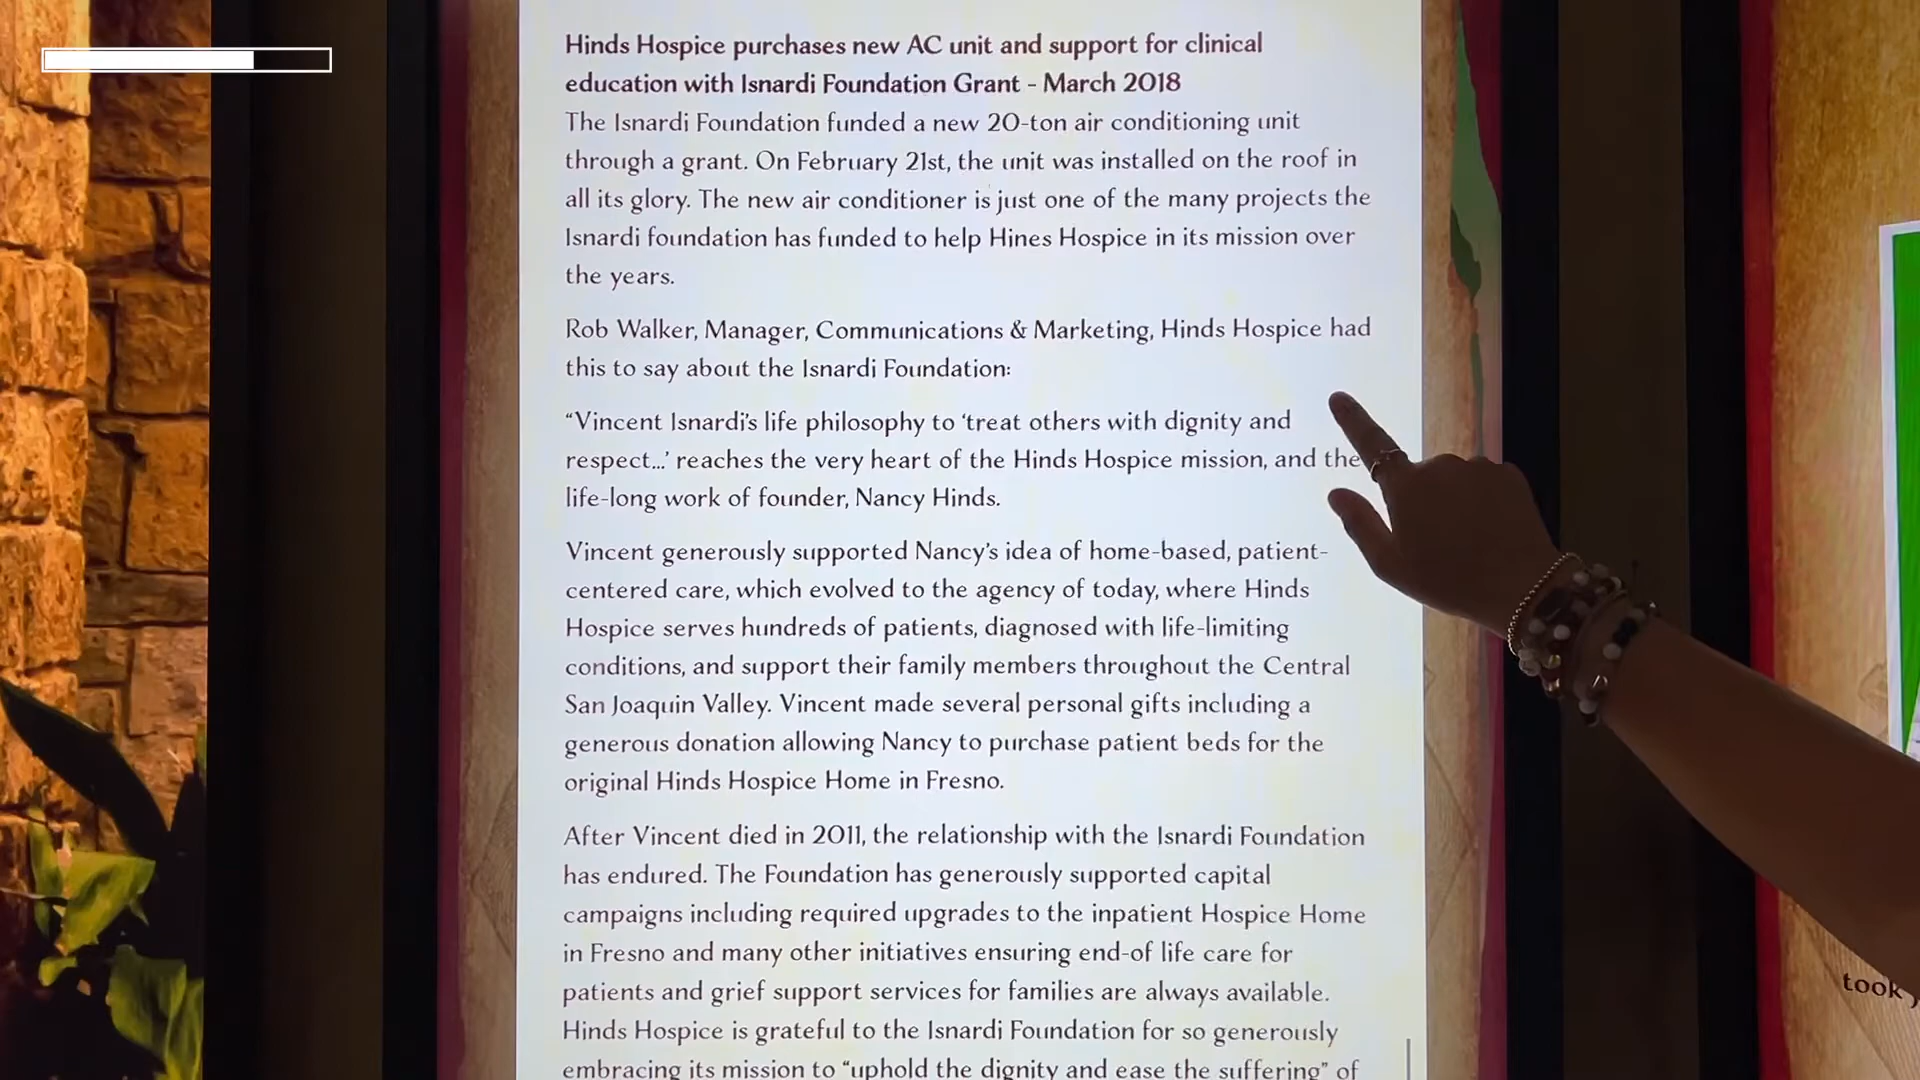 Hinds Hospice purchases new AC unit and support for clinical
education with Isnardi Foundation Grant - March 2018
The Isnardi Foundation funded a new 20-ton air conditioning unit
through a grant. On February 21st, the unit was installed on the roof in
all its glory. The new air conditioner is just one of the many projects the
Isnardi foundation has funded to help Hines Hospice in its mission over
the years.
Rob Walker, Manager, Communications & Marketing, Hinds Hospice had
this to say about the Isnardi Foundation:
“Vincent Isnardi’s life philosophy to ‘treat others with dignity and
respect...’ reaches the very heart of the Hinds Hospice mission, and the
life-long work of founder, Nancy Hinds.
Vincent generously supported Nancy’s idea of home-based, patient-
centered care, which evolved to the agency of today, where Hinds
Hospice serves hundreds of patients, diagnosed with life-limiting
conditions, and support their family members throughout the Central
San Joaquin Valley. Vincent made several personal gifts including a
generous donation allowing Nancy to purchase patient beds for the
original Hinds Hospice Home in Fresno.
After Vincent died in 2011, the relationship with the Isnardi Foundation
has endured. The Foundation has generously supported capital
campaigns including required upgrades to the inpatient Hospice Home
in Fresno and many other initiatives ensuring end-of life care for
patients and grief support services for families are always available.
Hinds Hospice is grateful to the Isnardi Foundation for so generously
embracing its mission to “uphold the dignity and ease the suffering” of
took